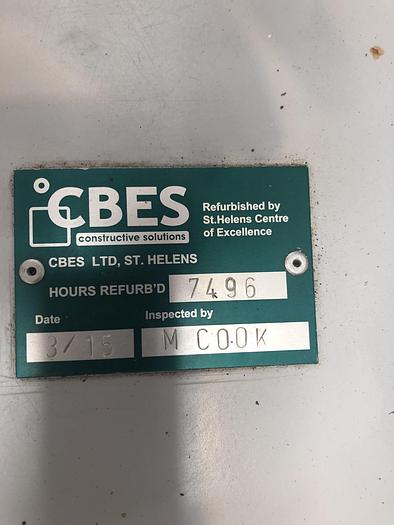 °CBES
constructive solutions
Refurbished by
St.Helens Centre
of Excellence
CBES LTD, ST. HELENS
HOURS REFURB'D 7496
Date Inspected by
3/15 M COOK